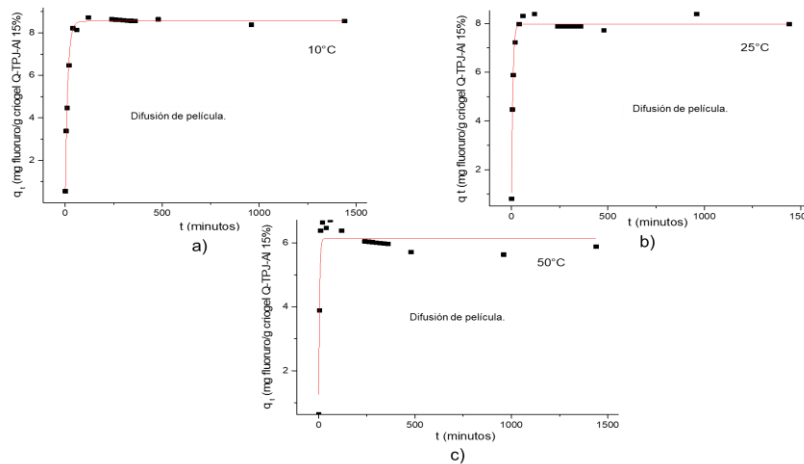 q t (mg fluoruro/g criogel Q-TPJ-Al 15%)
8
6
4
2
10°C
Difusión de película.
0
500
1000
1500
t (minutos)
a)
q t (mg fluoruro/g criogel Q-TPJ-Al 15%)
8
6
4
2
25°C
Difusión de película.
0
500
1000
1500
t (minutos)
b)
q t (mg fluoruro/g criogel Q-TPJ-Al 15%)
6
4
2
50°C
Difusión de película.
0
500
1000
1500
t (minutos)
c)